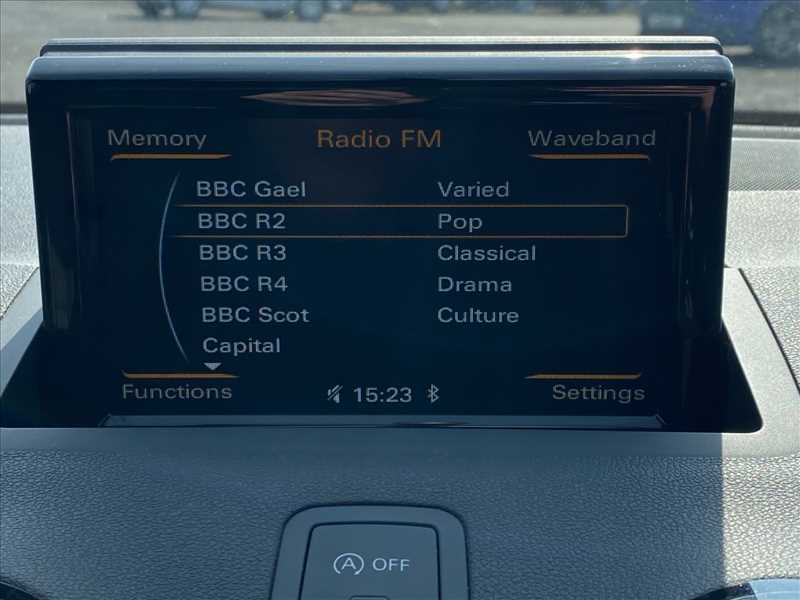 Memory Radio FM Waveband
BBC Gael Varied
BBC R2 Pop
BBC R3 Classical
BBC R4 Drama
BBC Scot Culture
Capital
Functions 15:23 Settings
A OFF